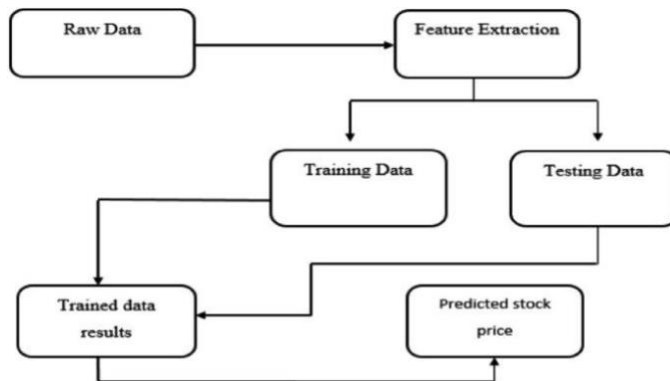 Raw Data
Feature Extraction
Training Data
Testing Data
Trained data
results
Predicted stock
price